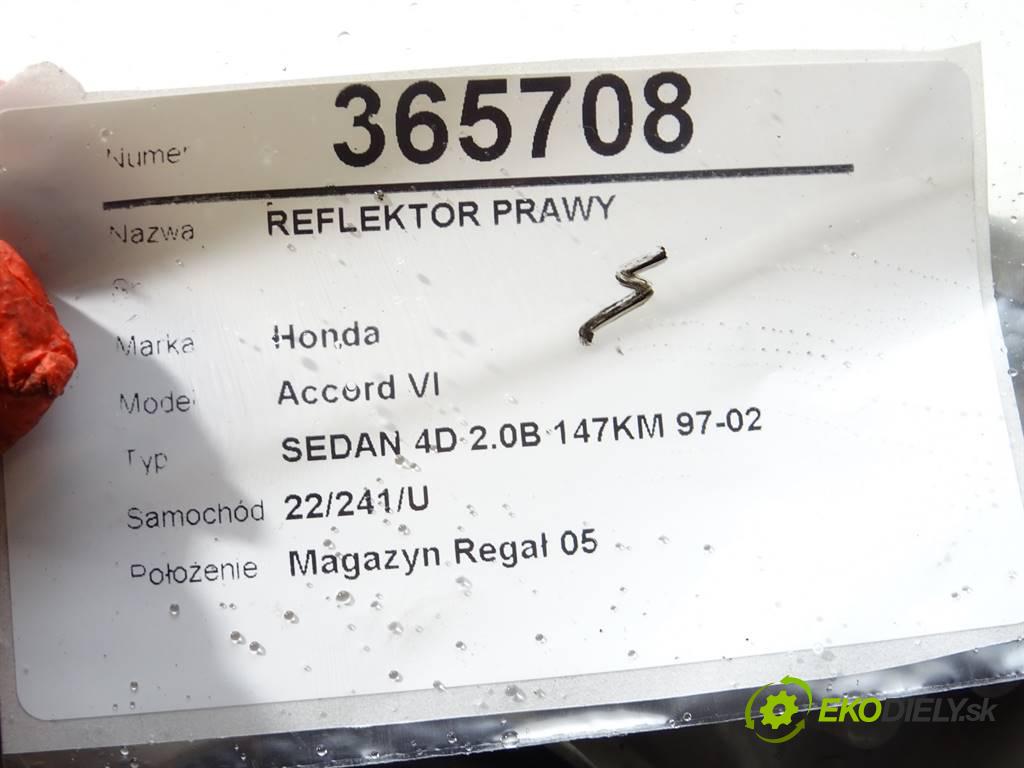 Numer 365708
Nazwa REFLEKTOR PRAWY
Marka Honda
Model Accord VI
Typ SEDAN 4D 2.0B 147KM 97-02
Samochód 22/241/U
Położenie Magazyn Regał 05
EKODIELY.sk